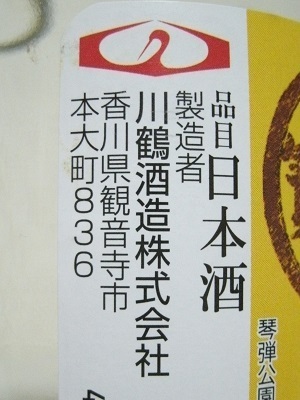 品目 日本酒
製造者
川鶴酒造株式会社
香川県観音寺市
本大町836
琴弾公園